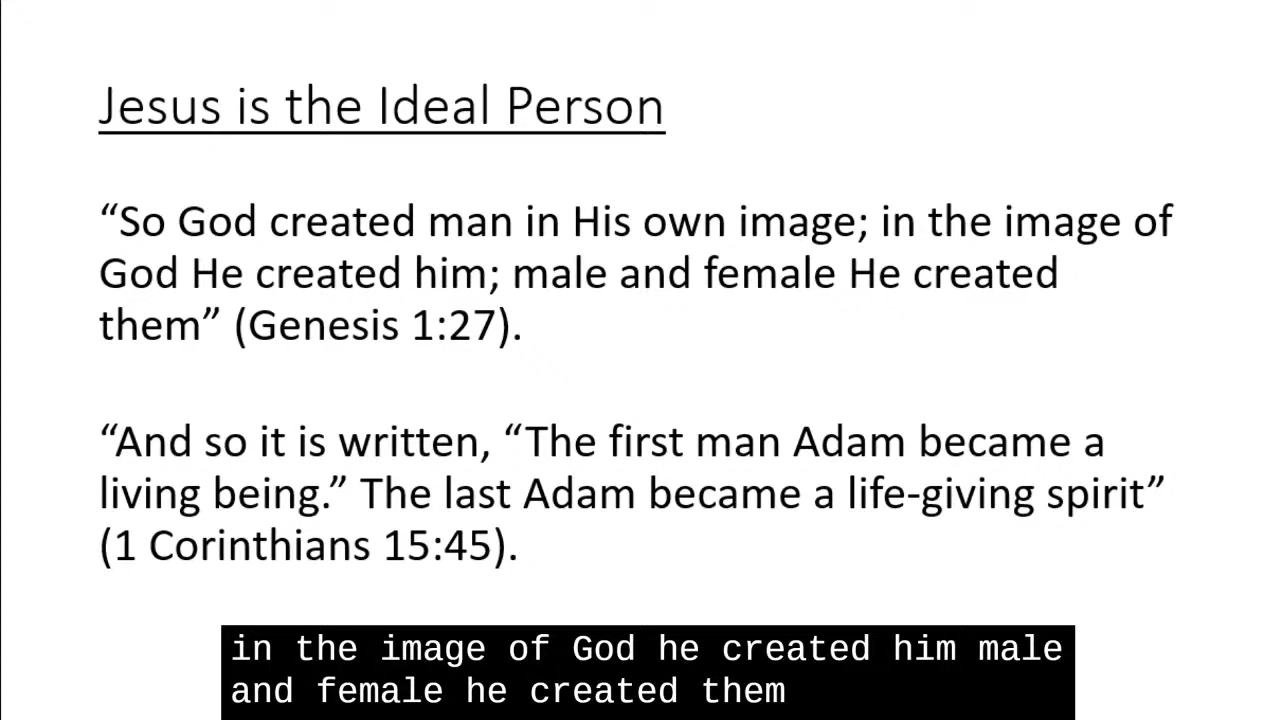 Jesus is the Ideal Person
“So God created man in His own image; in the image of
God He created him; male and female He created
them” (Genesis 1:27).
“And so it is written, “The first man Adam became a
living being.” The last Adam became a life-giving spirit”
(1 Corinthians 15:45).
in the image of God he created him male
and female he created them